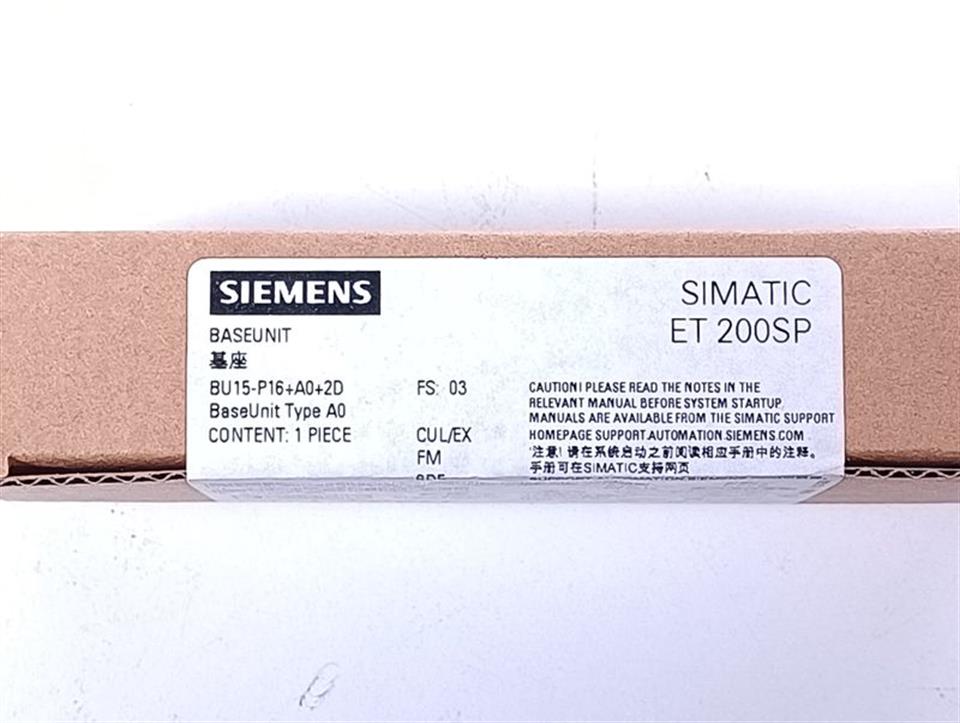 SIEMENS
SIMATIC
ET 200SP
BASEUNIT
基座
BU15-P16+A0+2D
FS: 03
BaseUnit Type A0
CONTENT: 1 PIECE
CUL/EX
FM
CAUTION! PLEASE READ THE NOTES IN THE
RELEVANT MANUAL BEFORE SYSTEM STARTUP.
MANUALS ARE AVAILABLE FROM THE SIMATIC SUPPORT
HOMEPAGE SUPPORT.AUTOMATION.SIEMENS.COM
'注意! 请在系统启动之前阅读相应手册中的注释。
手册可在SIMATIC支持网页